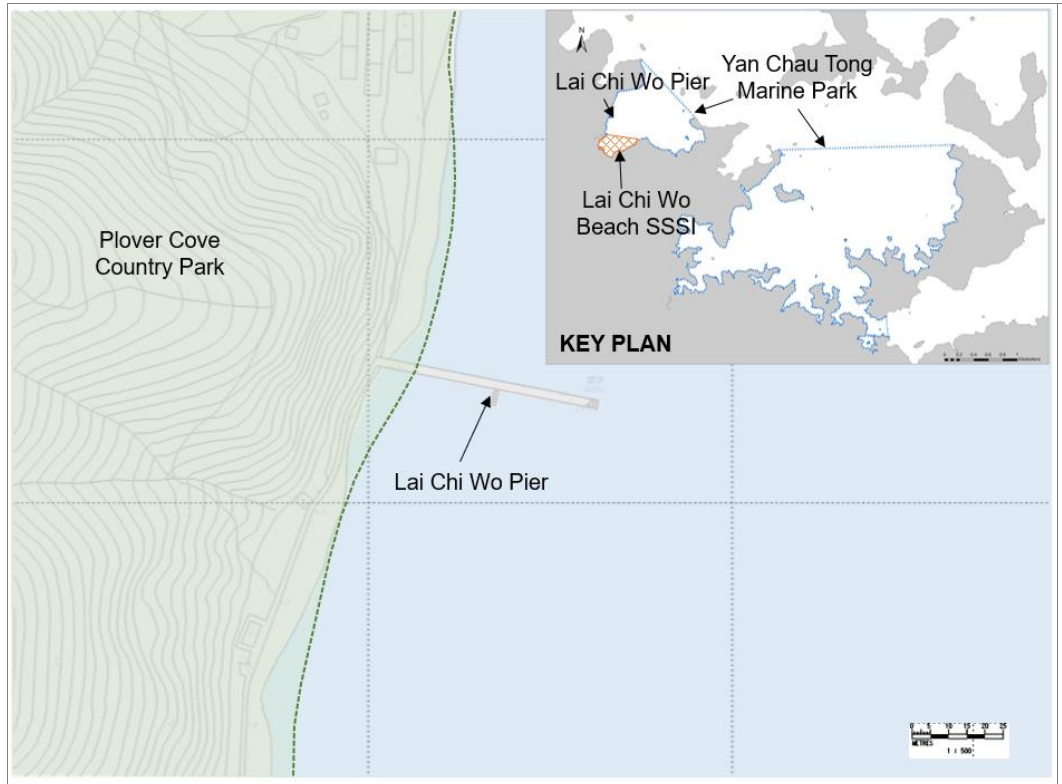 N
Lai Chi Wo Pier
Yan Chau Tong
Marine Park
Lai Chi Wo
Beach SSSI
KEY PLAN
Plover Cove
Country Park
Lai Chi Wo Pier
0 5 10 15 20 25
METRES
1 : 500